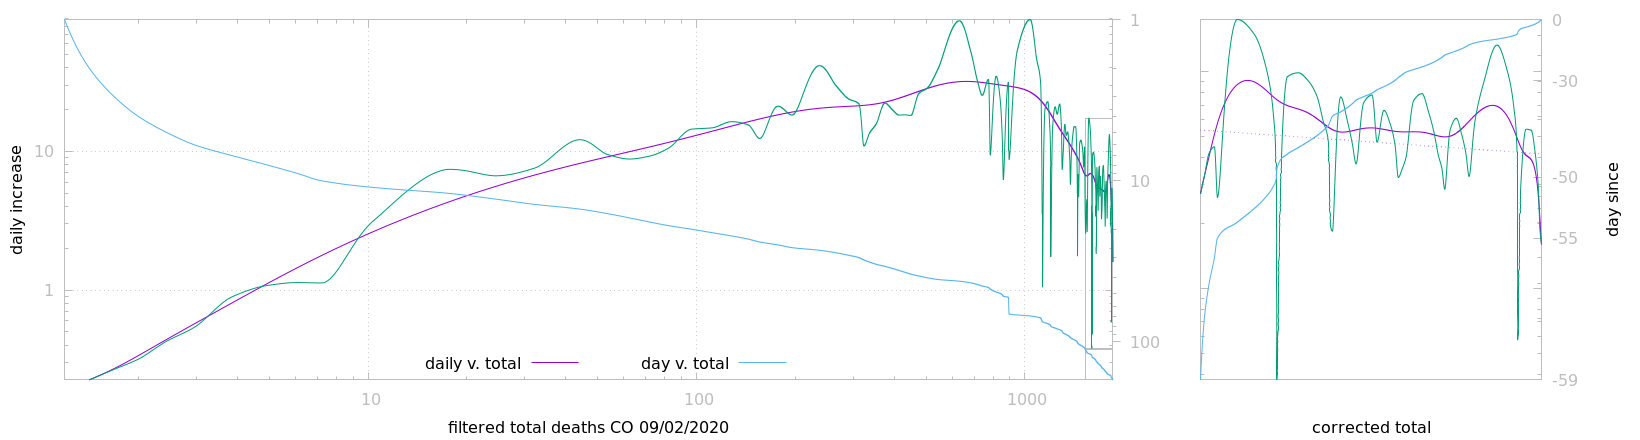 1
0
10
-30
daily increase
10
-50
day since
1
-55
daily v. total
day v. total
100
-59
10
100
1000
filtered total deaths CO 09/02/2020
corrected total